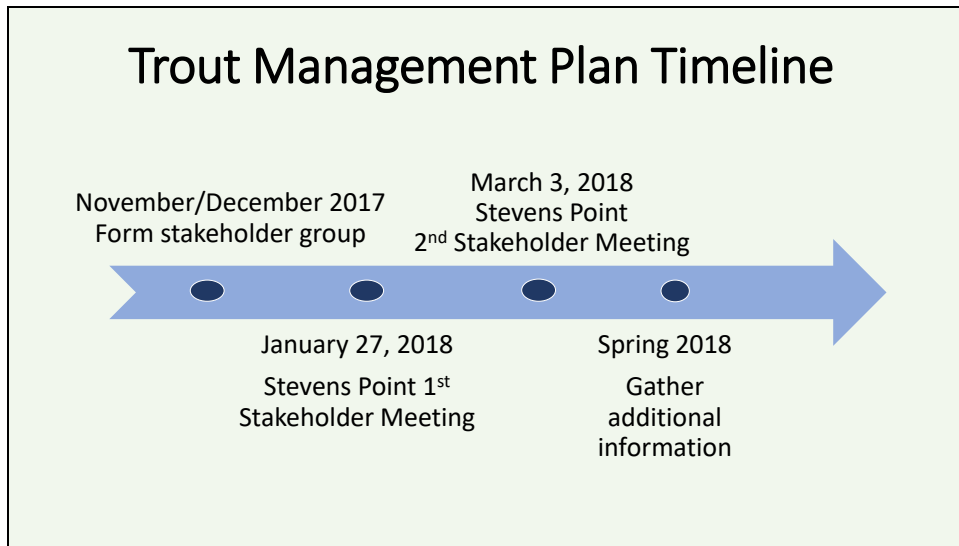 Trout Management Plan Timeline
November/December 2017
Form stakeholder group
January 27, 2018
Stevens Point 1st
Stakeholder Meeting
March 3, 2018
Stevens Point
2nd Stakeholder Meeting
Spring 2018
Gather
additional
information